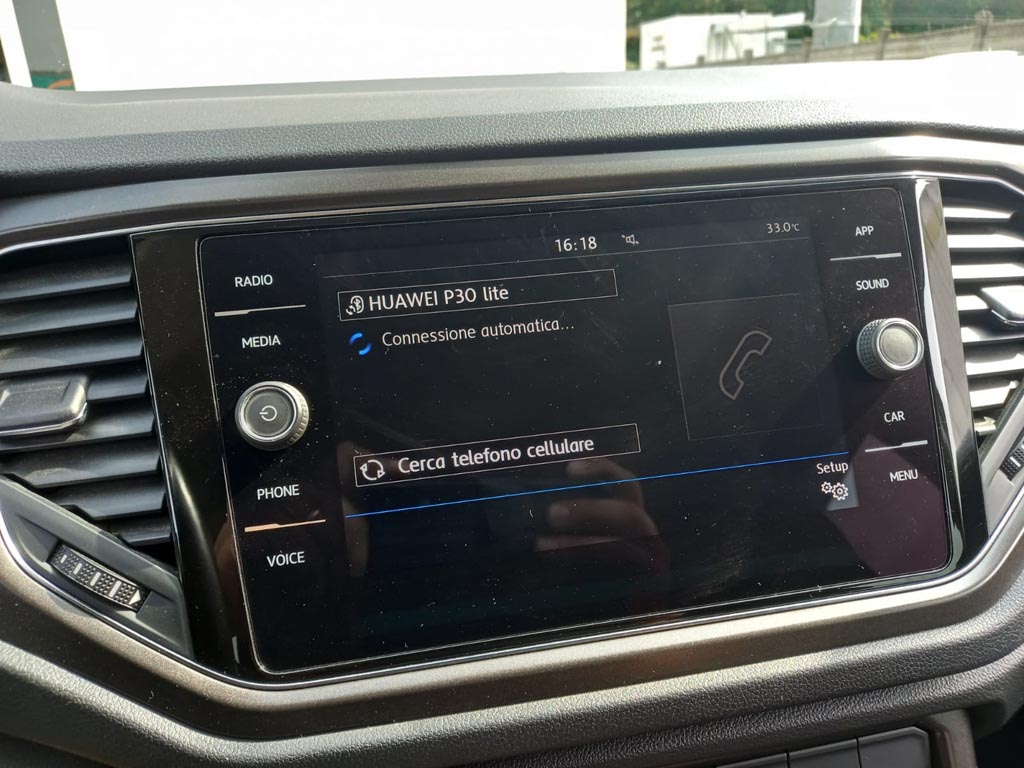 16:18
33.0°C
APP
RADIO
SOUND
HUAWEI P30 lite
MEDIA
Connessione automatica...
CAR
Cerca telefono cellulare
Setup
MENU
PHONE
VOICE